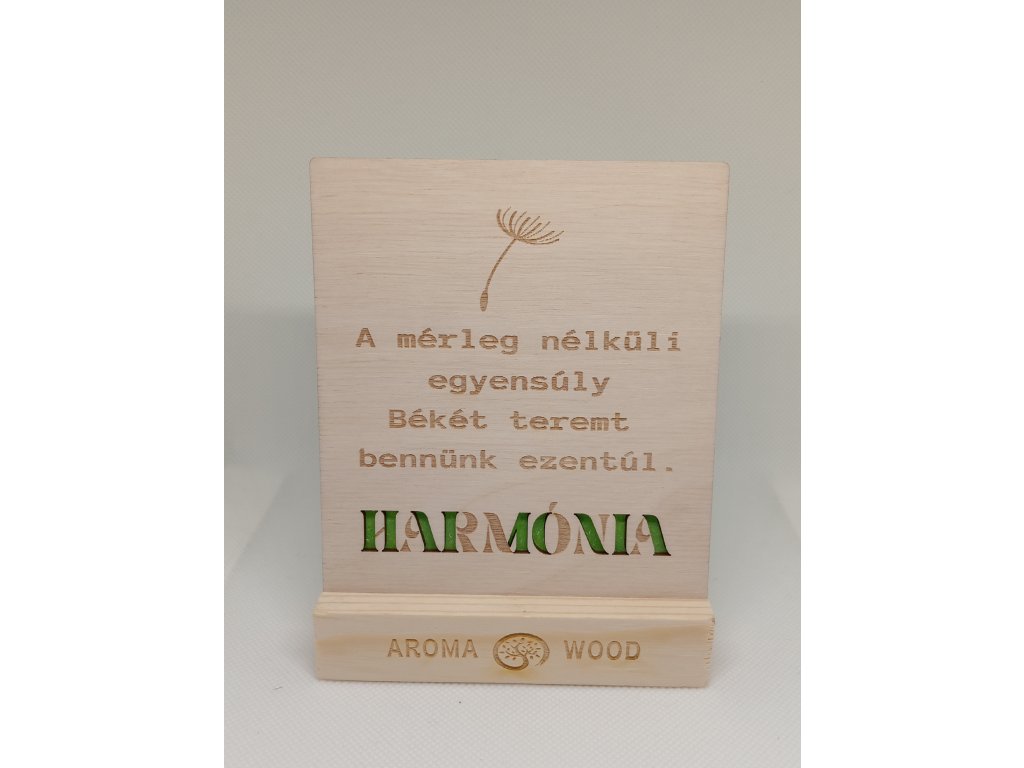 A mérleg nélküli
egyensúly
Békét teremt
bennünk ezentúl.
HARMÓNIA
AROMA WOOD